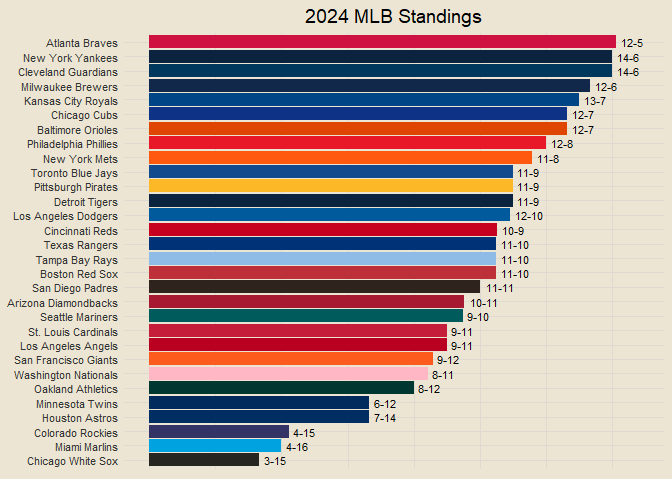 2024 MLB Standings
Atlanta Braves 12-5
New York Yankees 14-6
Cleveland Guardians 14-6
Milwaukee Brewers 12-6
Kansas City Royals 13-7
Chicago Cubs 12-7
Baltimore Orioles 12-7
Philadelphia Phillies 12-8
New York Mets 11-8
Toronto Blue Jays 11-9
Pittsburgh Pirates 11-9
Detroit Tigers 11-9
Los Angeles Dodgers 12-10
Cincinnati Reds 10-9
Texas Rangers 11-10
Tampa Bay Rays 11-10
Boston Red Sox 11-10
San Diego Padres 11-11
Arizona Diamondbacks 10-11
Seattle Mariners 9-10
St. Louis Cardinals 9-11
Los Angeles Angels 9-11
San Francisco Giants 9-12
Washington Nationals 8-11
Oakland Athletics 8-12
Minnesota Twins 6-12
Houston Astros 7-14
Colorado Rockies 4-15
Miami Marlins 4-16
Chicago White Sox 3-15